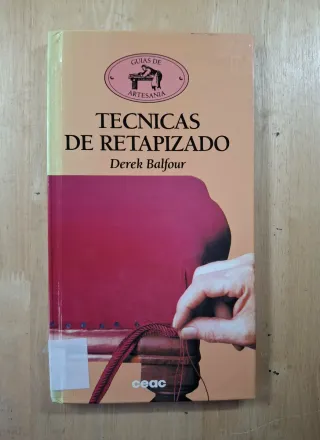 GUIAS DE
ARTESANIA
TECNICAS
DE RETAPIZADO
Derek Balfour
ceac